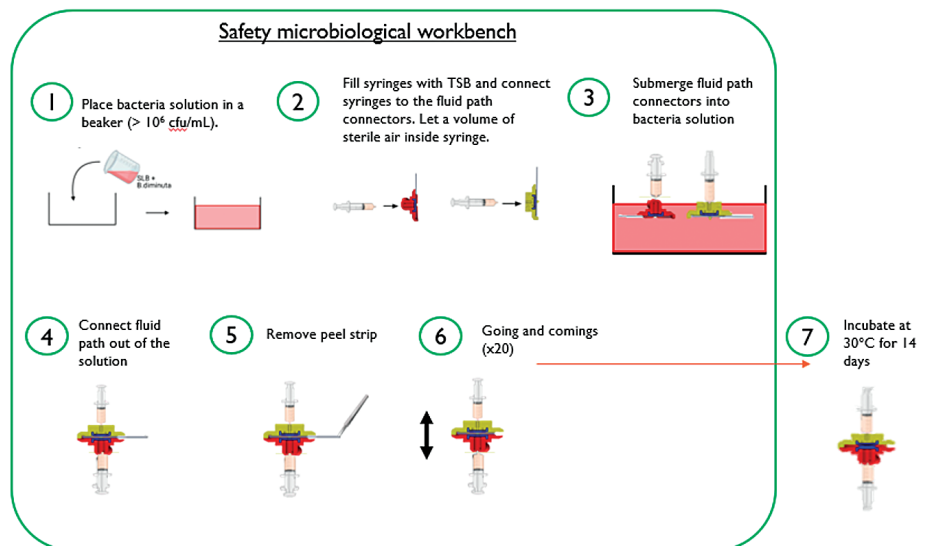 Safety microbiological workbench
1
Place bacteria solution in a
beaker (> 10⁶ cfu/mL).
SLB +
B.diminuta
2
Fill syringes with TSB and connect
syringes to the fluid path
connectors. Let a volume of
sterile air inside syringe.
3
Submerge fluid path
connectors into
bacteria solution
4
Connect fluid
path out of the
solution
5
Remove peel strip
6
Going and comings
(x20)
7
Incubate at
30°C for 14
days